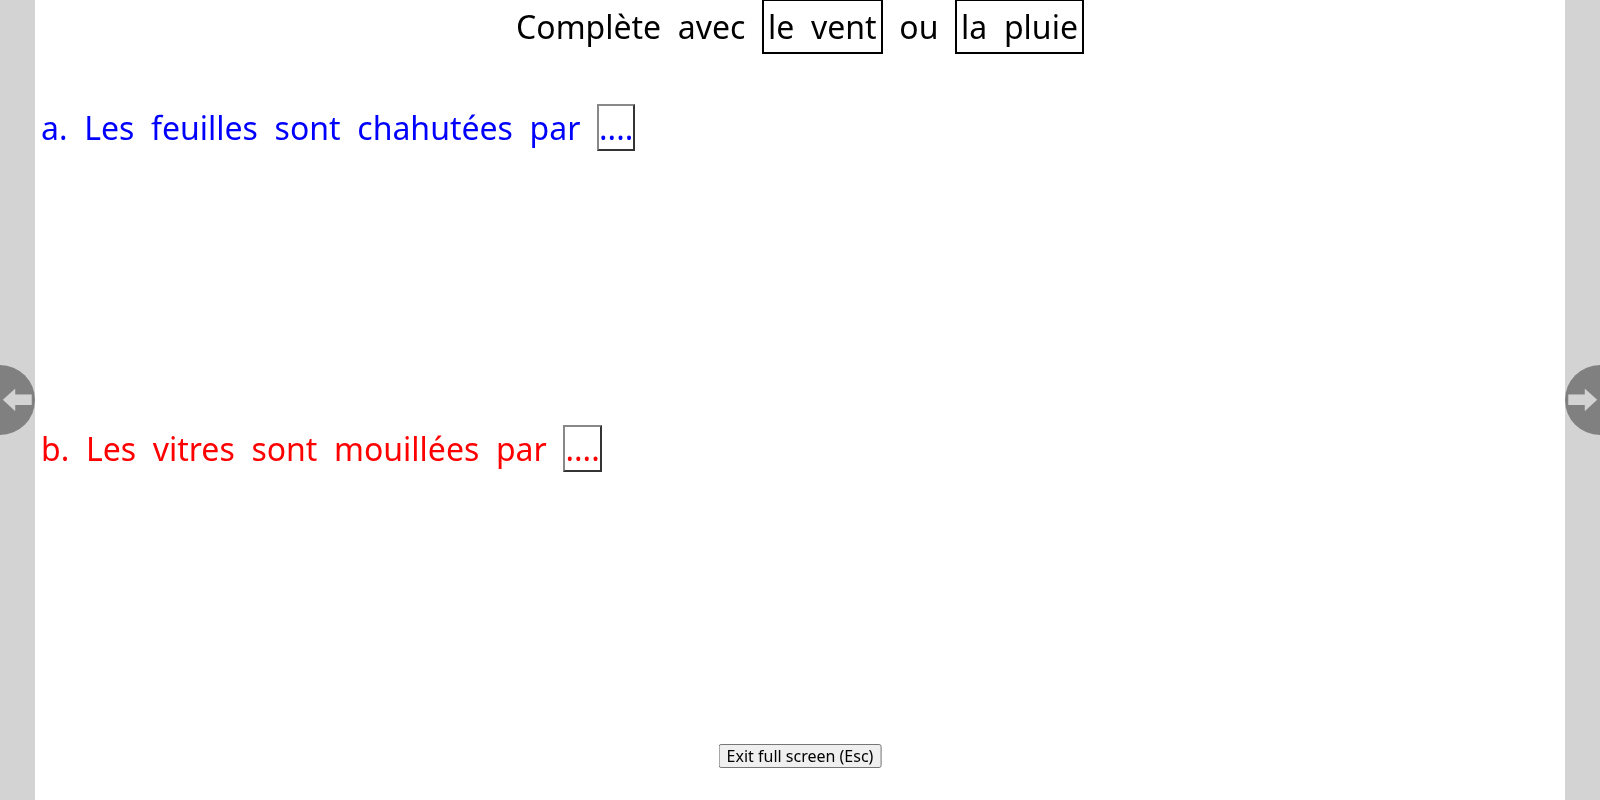 Complète avec le vent ou la pluie
a. Les feuilles sont chahutées par ....
b. Les vitres sont mouillées par ....
Exit full screen (Esc)